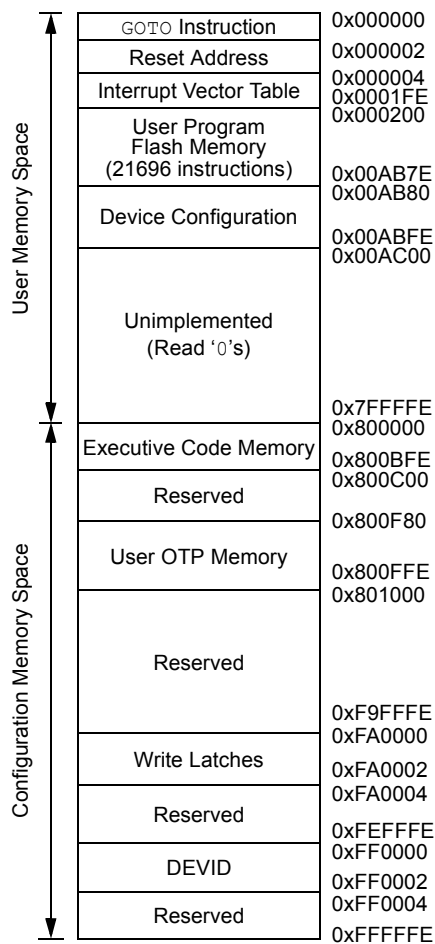 GOTO Instruction
0x000000
Reset Address
0x000002
0x000004
Interrupt Vector Table
0x0001FE
0x000200
User Program
Flash Memory
(21696 instructions)
0x00AB7E
0x00AB80
Device Configuration
0x00ABFE
0x00AC00
User Memory Space
Unimplemented
(Read ‘0’s)
0x7FFFFE
0x800000
Executive Code Memory
0x800BFE
0x800C00
Reserved
0x800F80
User OTP Memory
0x800FFE
0x801000
Configuration Memory Space
Reserved
0xF9FFFE
0xFA0000
Write Latches
0xFA0002
0xFA0004
Reserved
0xFEFFFE
0xFF0000
DEVID
0xFF0002
0xFF0004
Reserved
0xFFFFFE